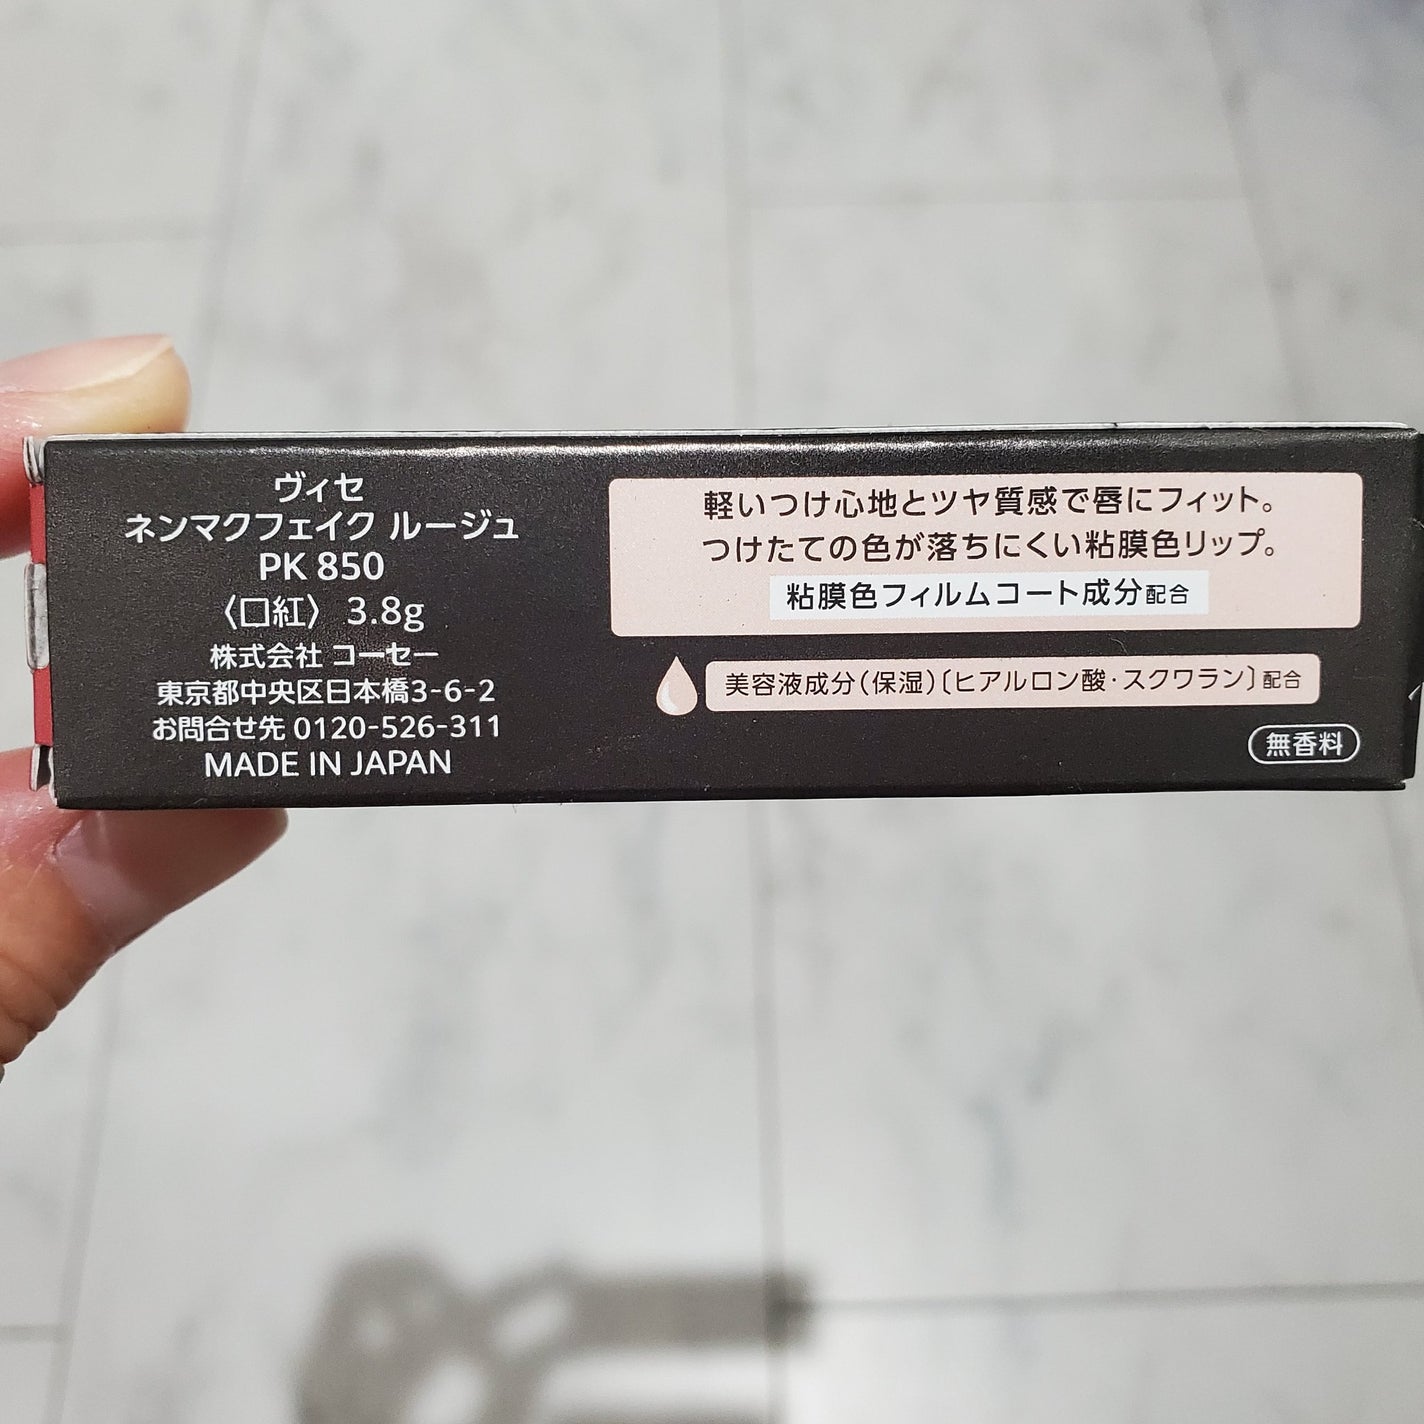 ヴィセ
ネンマクフェイク ルージュ
PK 850
〈口紅〉 3.8g
株式会社 コーセー
東京都中央区日本橋3-6-2
お問合せ先 0120-526-311
MADE IN JAPAN
軽いつけ心地とツヤ質感で唇にフィット。
つけたての色が落ちにくい粘膜色リップ。
粘膜色フィルムコート成分配合
美容液成分(保湿)〔ヒアルロン酸・スクワラン〕配合
無香料